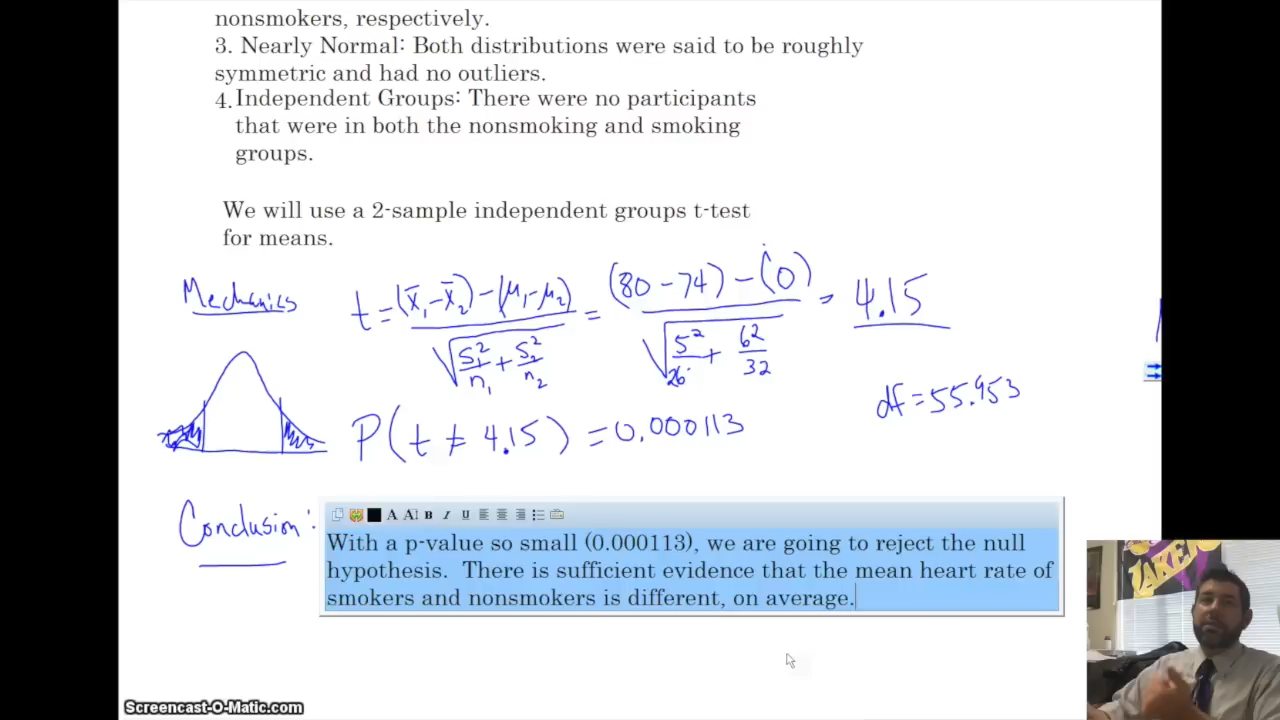 nonsmokers, respectively.
3. Nearly Normal: Both distributions were said to be roughly
symmetric and had no outliers.
4. Independent Groups: There were no participants
that were in both the nonsmoking and smoking
groups.
We will use a 2-sample independent groups t-test
for means.
Mechanics
t = (x̄₁-x̄₂) - (μ₁-μ₂) / √(S₁²/n₁ + S₂²/n₂) = (80 - 74) - (0) / √(5²/26 + 6²/32) = 4.15
df = 55.953
P(t ≠ 4.15) = 0.000113
Conclusion:
A A B I U
With a p-value so small (0.000113), we are going to reject the null
hypothesis. There is sufficient evidence that the mean heart rate of
smokers and nonsmokers is different, on average.
LAKE
Screencast-O-Matic.com